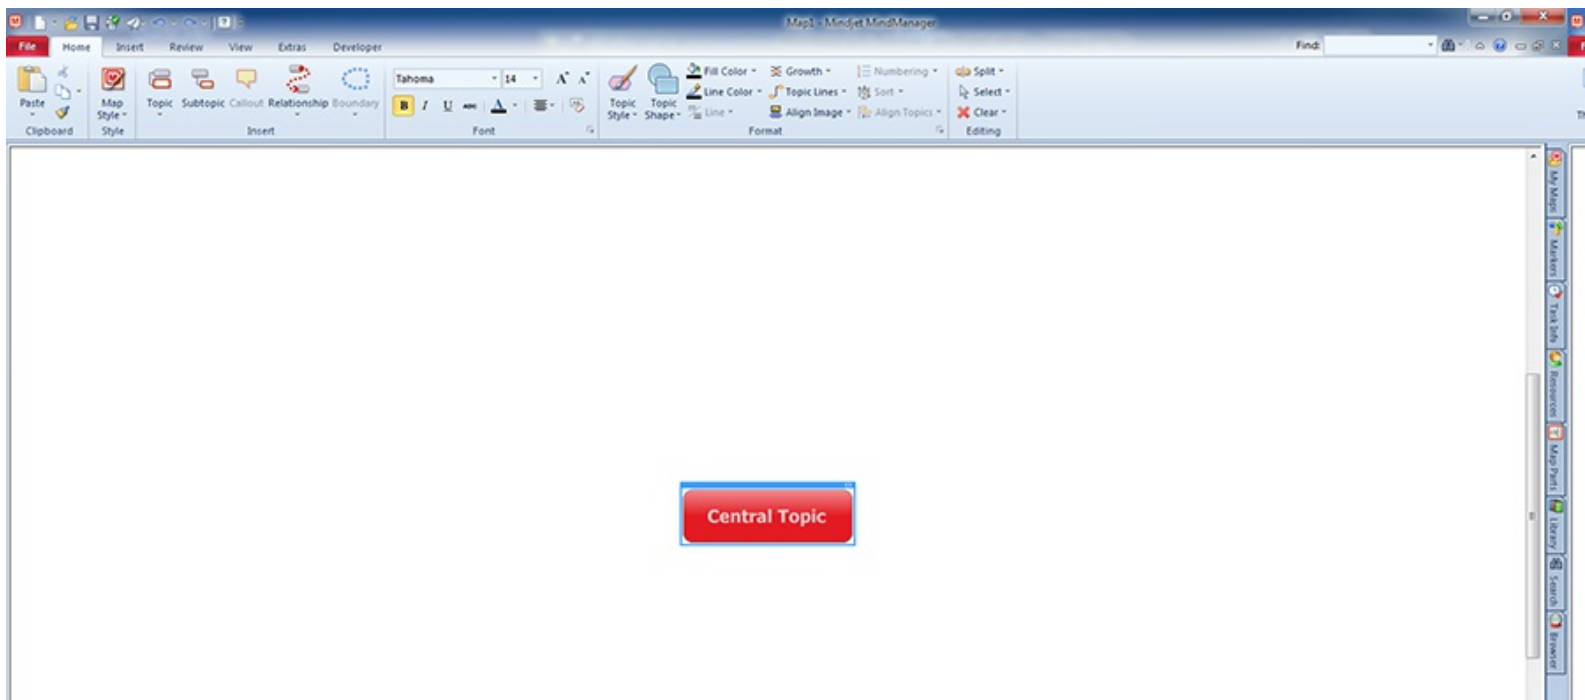 Map1 - Mindjet MindManager
File Home Insert Review View Extras Developer Find:
Tahoma 14 Fill Color Growth Numbering Split
Line Color Topic Lines Sort Select
Paste Map Style Topic Subtopic Callout Relationship Boundary B I U abc A Topic Style Topic Shape Line Align Image Align Topics Clear
Clipboard Style Insert Font Format Editing
My Maps
Markers
Task Info
Resources
Map Parts
Library
Search
Browser
Central Topic